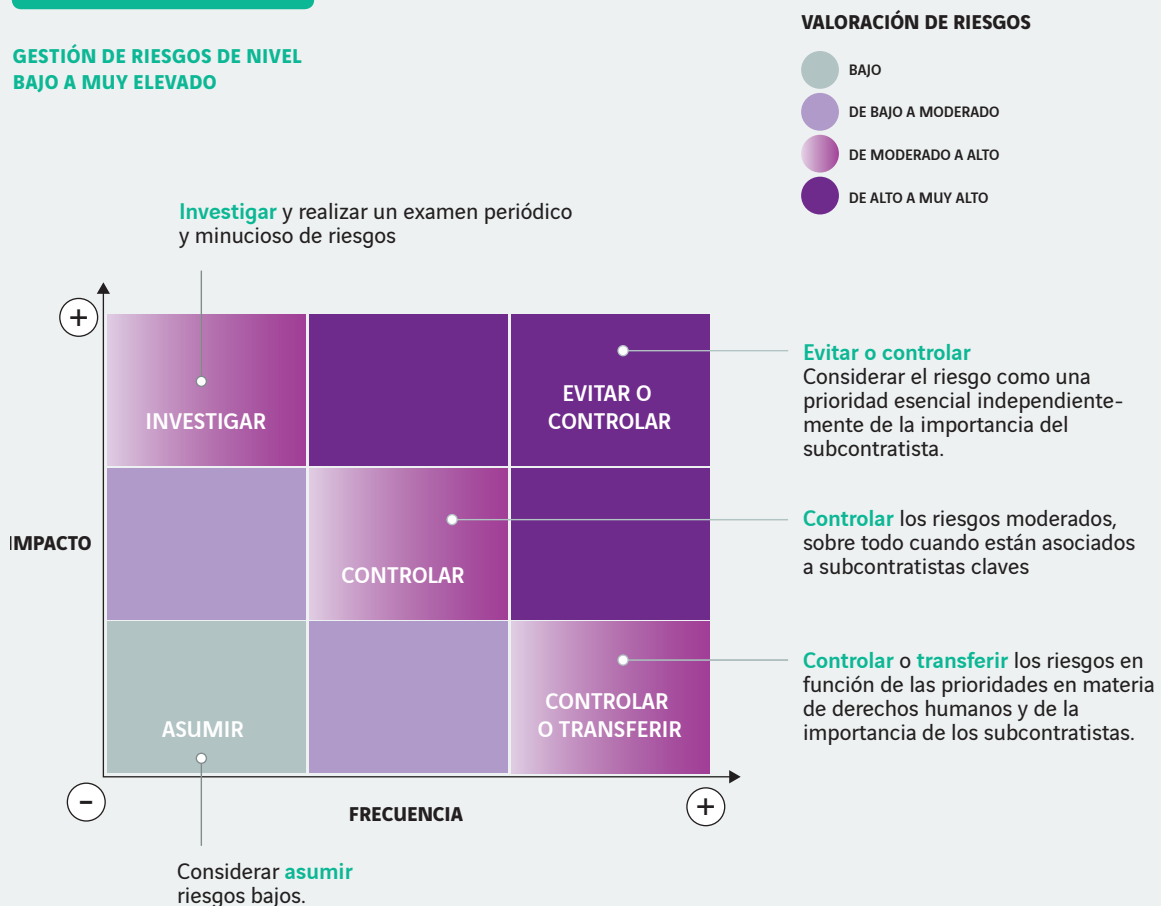 GESTIÓN DE RIESGOS DE NIVEL
BAJO A MUY ELEVADO
VALORACIÓN DE RIESGOS
BAJO
DE BAJO A MODERADO
DE MODERADO A ALTO
DE ALTO A MUY ALTO
Investigar y realizar un examen periódico
y minucioso de riesgos
+
INVESTIGAR
EVITAR O
CONTROLAR
Evitar o controlar
Considerar el riesgo como una
prioridad esencial independiente-
mente de la importancia del
subcontratista.
IMPACTO
CONTROLAR
Controlar los riesgos moderados,
sobre todo cuando están asociados
a subcontratistas claves
ASUMIR
CONTROLAR
O TRANSFERIR
Controlar o transferir los riesgos en
función de las prioridades en materia
de derechos humanos y de la
importancia de los subcontratistas.
-
FRECUENCIA
+
Considerar asumir
riesgos bajos.